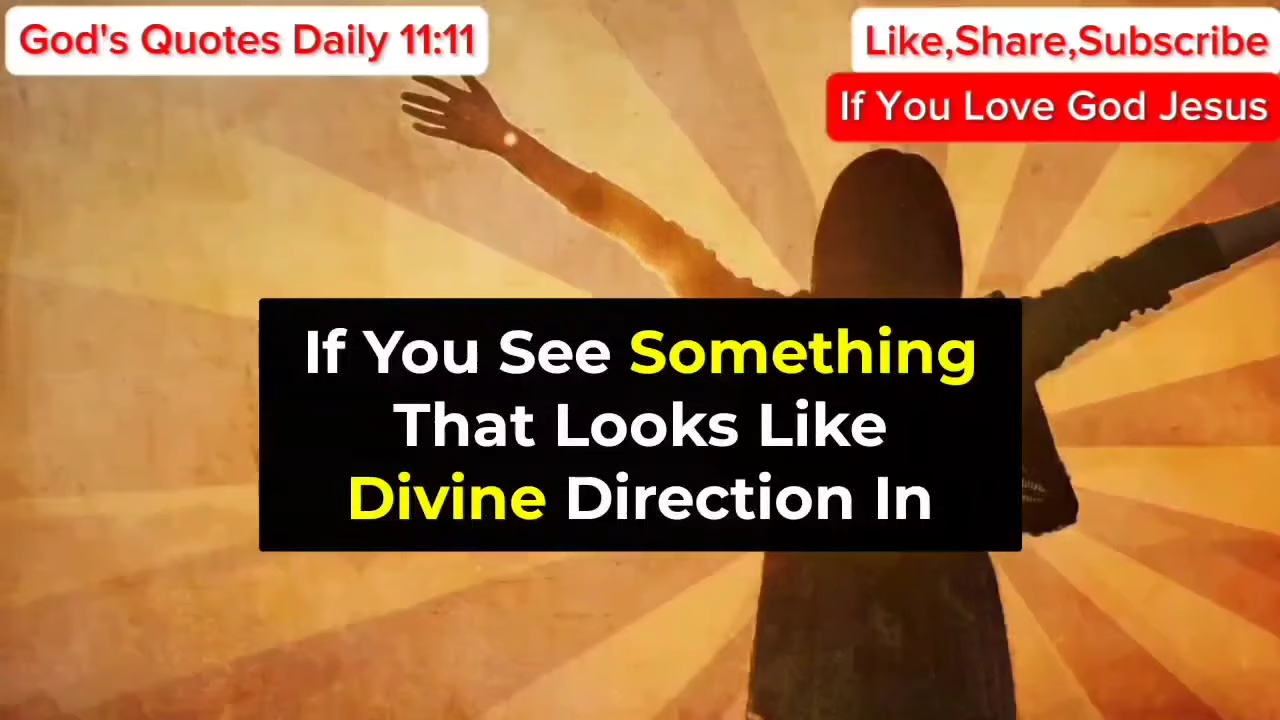 God's Quotes Daily 11:11
Like,Share,Subscribe
If You Love God Jesus
If You See Something
That Looks Like
Divine Direction In